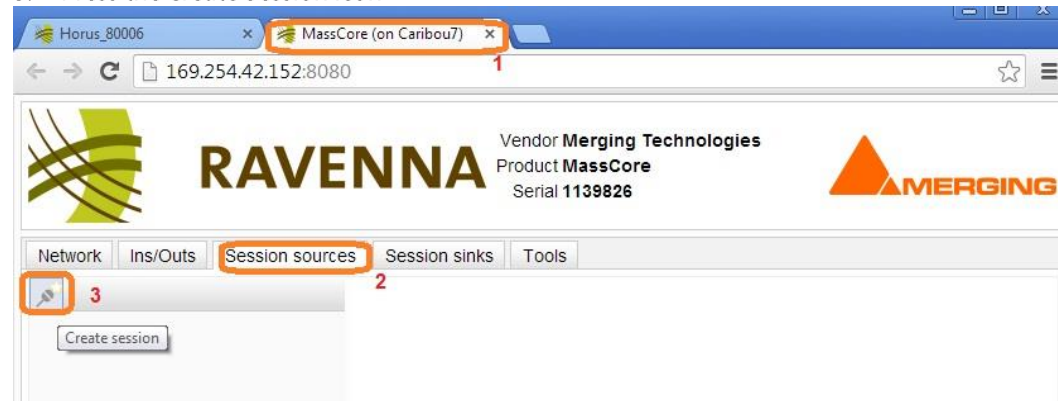 Horus_80006 × MassCore (on Caribou7) ×
1
169.254.42.152:8080
RAVENNA
Vendor Merging Technologies
Product MassCore
Serial 1139826
MERGING
Network Ins/Outs Session sources Session sinks Tools
2
3
Create session